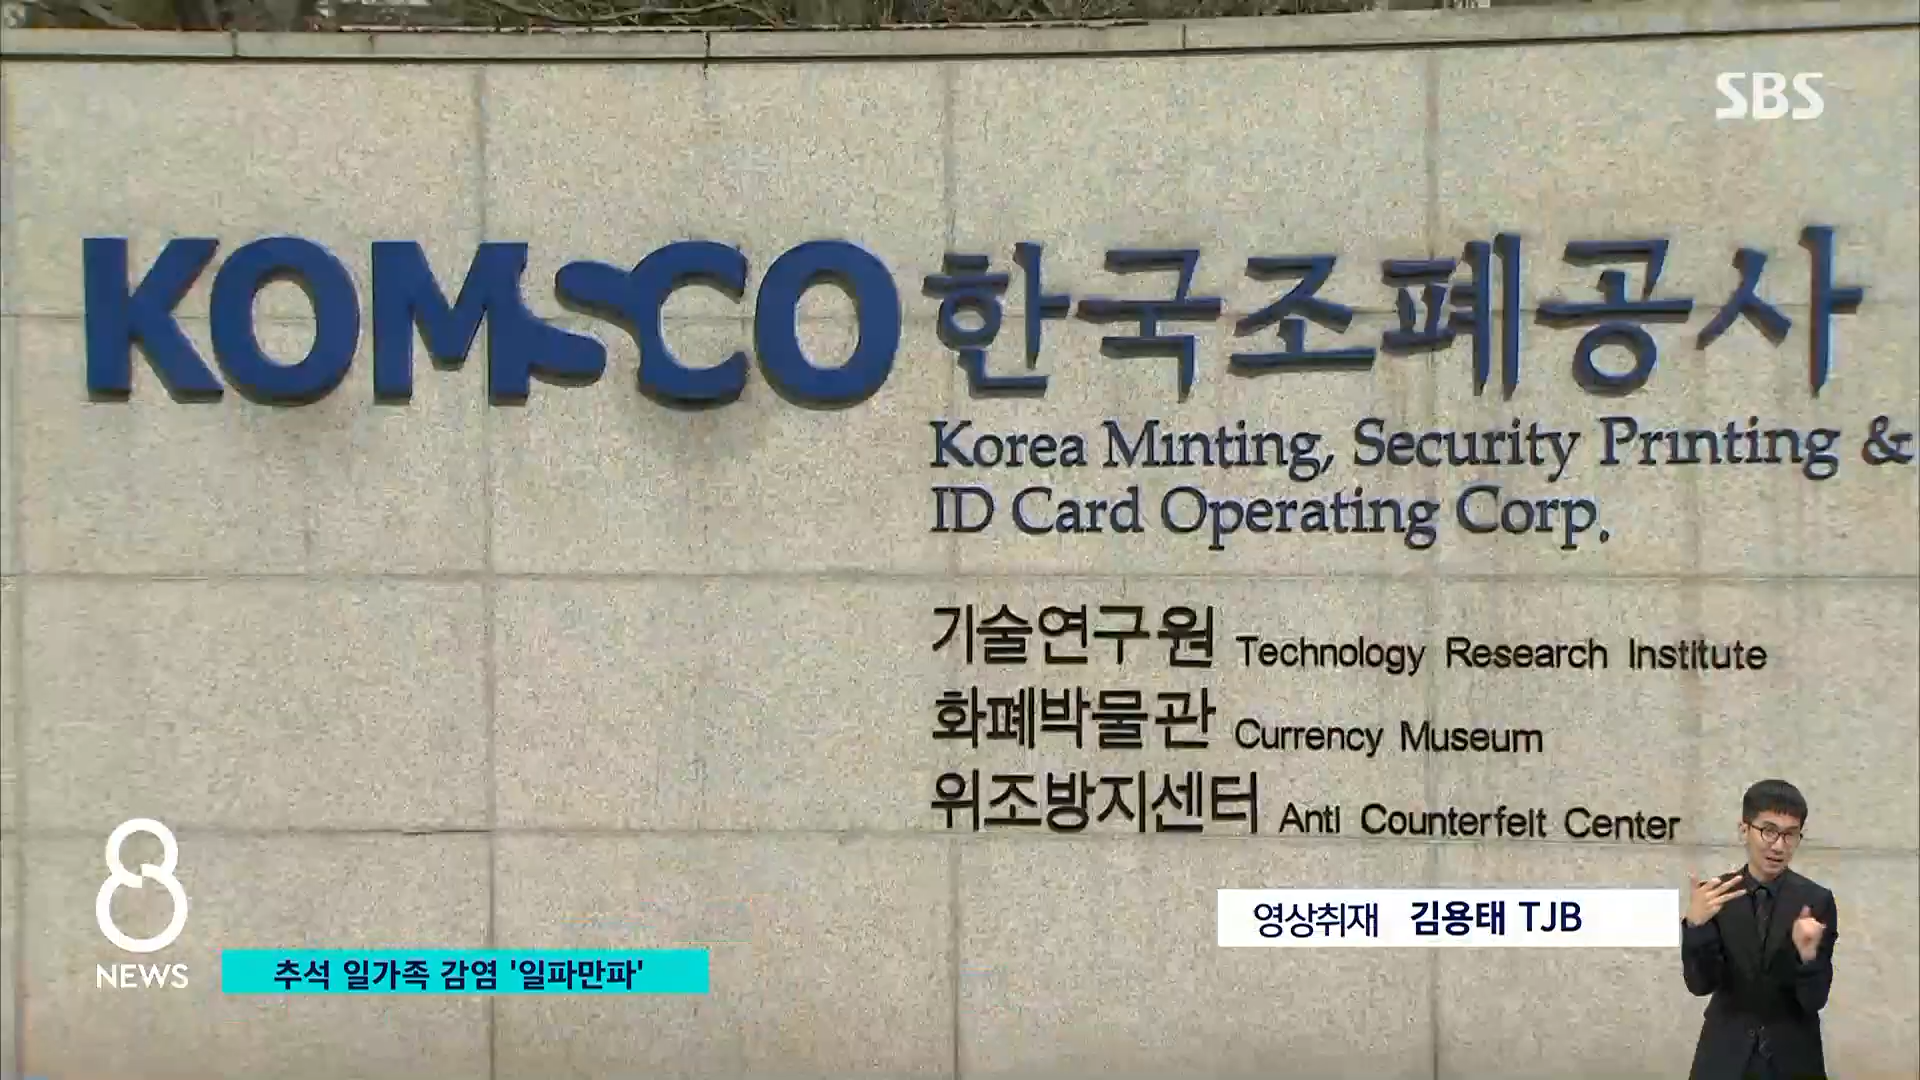 SBS
KOMSCO 한국조폐공사
Korea Minting, Security Printing &
ID Card Operating Corp.
기술연구원 Technology Research Institute
화폐박물관 Currency Museum
위조방지센터 Anti Counterfeit Center
영상취재 김용태 TJB
8
NEWS
추석 일가족 감염 '일파만파'